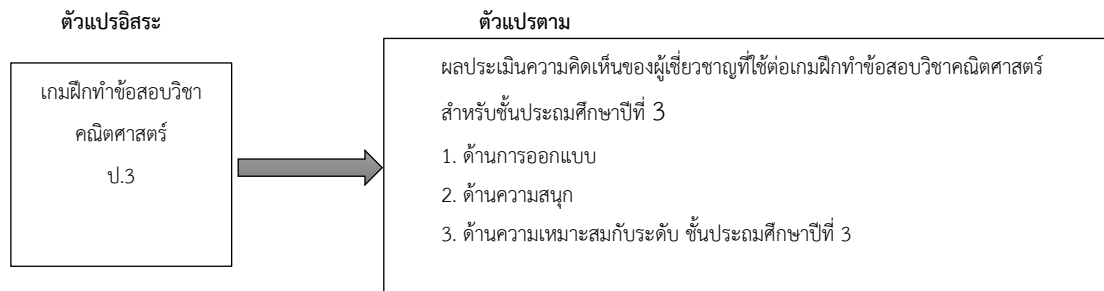 ตัวแปรอิสระ
ตัวแปรตาม
เกมฝึกทำข้อสอบวิชา
คณิตศาสตร์
ป.3
ผลประเมินความคิดเห็นของผู้เชี่ยวชาญที่ใช้ต่อเกมฝึกทำข้อสอบวิชาคณิตศาสตร์
สำหรับชั้นประถมศึกษาปีที่ 3
1. ด้านการออกแบบ
2. ด้านความสนุก
3. ด้านความเหมาะสมกับระดับ ชั้นประถมศึกษาปีที่ 3